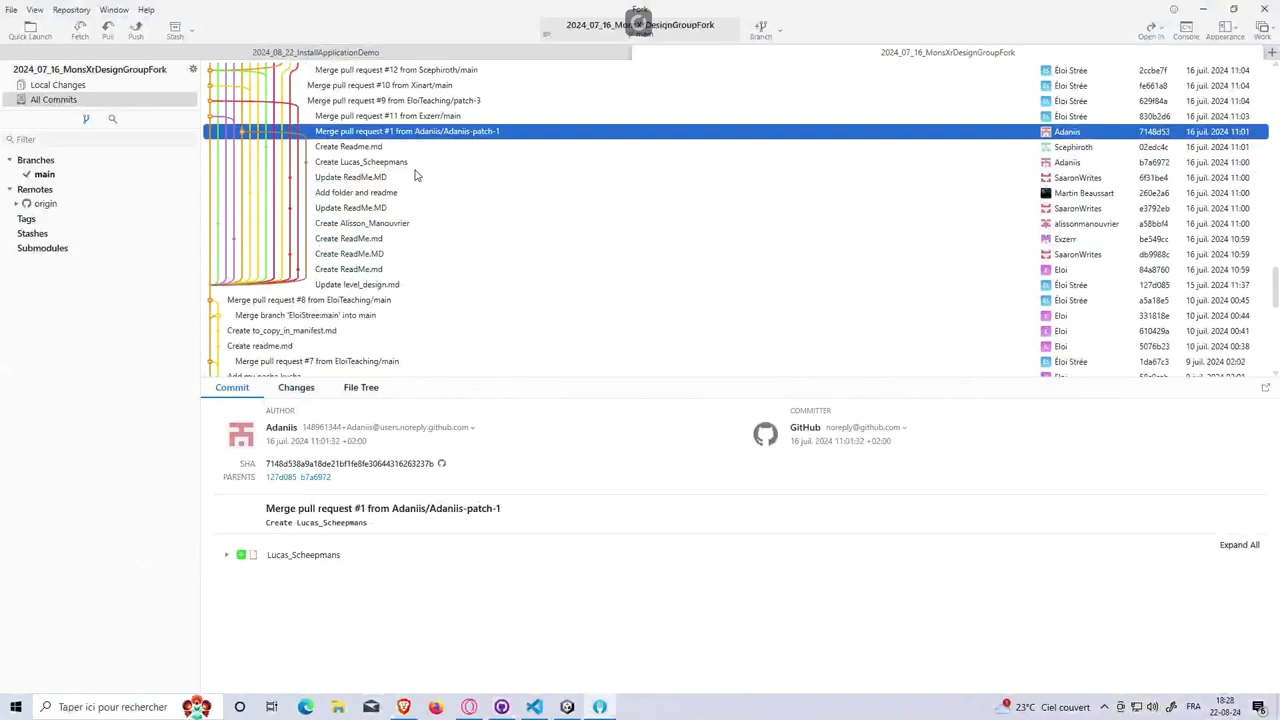 File View Repository Window Help
Fork
Quick Launch Fetch Pull Push Stash
2024_07_16_MonsXrDesignGroupFork
main
Branch
Open in Console Appearance Work
2024_08_22_InstallApplicationDemo
2024_07_16_MonsXrDesignGroupFork
2024_07_16_MonsXrDesignGroupFork
Local Changes
All Commits
Filter
Branches
main
Remotes
origin
Tags
Stashes
Submodules
Merge pull request #12 from Scephiroth/main Éloi Strée 2ccbe7f 16 juil. 2024 11:04
Merge pull request #10 from Xinart/main Éloi Strée fe661a8 16 juil. 2024 11:04
Merge pull request #9 from EloiTeaching/patch-3 Éloi Strée 629f84a 16 juil. 2024 11:04
Merge pull request #11 from Exzerr/main Éloi Strée 830b2d6 16 juil. 2024 11:03
Merge pull request #1 from Adaniis/Adaniis-patch-1 Adaniis 7148d53 16 juil. 2024 11:01
Create Readme.md Scephiroth 02edc4c 16 juil. 2024 11:01
Create Lucas_Scheepmans Adaniis b7a6972 16 juil. 2024 11:00
Update ReadMe.MD SaaronWrites 6f31be4 16 juil. 2024 11:00
Add folder and readme Martin Beaussart 260e2a6 16 juil. 2024 11:00
Update ReadMe.MD SaaronWrites e3792eb 16 juil. 2024 11:00
Create Alisson_Manouvrier alissonmanouvrier a58bbf4 16 juil. 2024 11:00
Create ReadMe.md Exzerr be549cc 16 juil. 2024 10:59
Create ReadMe.MD SaaronWrites db9988c 16 juil. 2024 10:59
Create ReadMe.md Eloi 84a8760 16 juil. 2024 10:59
Update level_design.md Éloi Strée 127d085 15 juil. 2024 11:37
Merge pull request #8 from EloiTeaching/main Éloi Strée a5a18e5 10 juil. 2024 00:45
Merge branch 'EloiStree:main' into main Eloi 331818e 10 juil. 2024 00:44
Create to_copy_in_manifest.md Eloi 610429a 10 juil. 2024 00:41
Create readme.md Eloi 5076b23 10 juil. 2024 00:38
Merge pull request #7 from EloiTeaching/main Éloi Strée 1da67c3 9 juil. 2024 02:02
Commit Changes File Tree
AUTHOR COMMITTER
Adaniis 148961344+Adaniis@users.noreply.github.com GitHub noreply@github.com
16 juil. 2024 11:01:32 +02:00 16 juil. 2024 11:01:32 +02:00
SHA 7148d538a9a18de21bf1fe8fe30644316263237b
PARENTS 127d085 b7a6972
Merge pull request #1 from Adaniis/Adaniis-patch-1
Create Lucas_Scheepmans
Expand All
Lucas_Scheepmans
Taper ici pour rechercher
23°C Ciel couvert
FRA
18:28
22-08-24